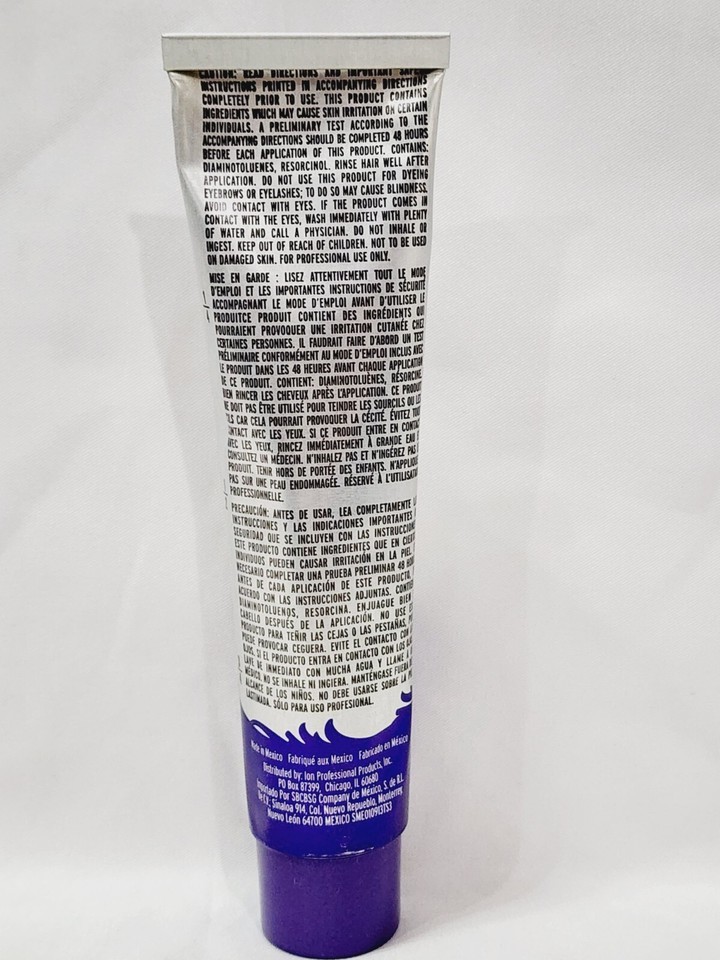 CAUTION: READ DIRECTIONS AND IMPORTANT SAFETY
INSTRUCTIONS PRINTED IN ACCOMPANYING DIRECTIONS
COMPLETELY PRIOR TO USE. THIS PRODUCT CONTAINS
INGREDIENTS WHICH MAY CAUSE SKIN IRRITATION ON CERTAIN
INDIVIDUALS. A PRELIMINARY TEST ACCORDING TO THE
ACCOMPANYING DIRECTIONS SHOULD BE COMPLETED 48 HOURS
BEFORE EACH APPLICATION OF THIS PRODUCT. CONTAINS:
DIAMINOTOLUENES, RESORCINOL. RINSE HAIR WELL AFTER
APPLICATION. DO NOT USE THIS PRODUCT FOR DYEING
EYEBROWS OR EYELASHES; TO DO SO MAY CAUSE BLINDNESS.
AVOID CONTACT WITH EYES. IF THE PRODUCT COMES IN
CONTACT WITH THE EYES, WASH IMMEDIATELY WITH PLENTY
OF WATER AND CALL A PHYSICIAN. DO NOT INHALE OR
INGEST. KEEP OUT OF REACH OF CHILDREN. NOT TO BE USED
ON DAMAGED SKIN. FOR PROFESSIONAL USE ONLY.
MISE EN GARDE : LISEZ ATTENTIVEMENT TOUT LE MODE
D'EMPLOI ET LES IMPORTANTES INSTRUCTIONS DE SÉCURITÉ
ACCOMPAGNANT LE MODE D'EMPLOI AVANT D'UTILISER LE
PRODUITCE PRODUIT CONTIENT DES INGRÉDIENTS QUI
POURRAIENT PROVOQUER UNE IRRITATION CUTANÉE CHEZ
CERTAINES PERSONNES. IL FAUDRAIT FAIRE D'ABORD UN TEST
PRÉLIMINAIRE CONFORMÉMENT AU MODE D'EMPLOI INCLUS AVEC
LE PRODUIT DANS LES 48 HEURES AVANT CHAQUE APPLICATION
DE CE PRODUIT. CONTIENT: DIAMINOTOLUÈNES, RÉSORCINE.
BIEN RINCER LES CHEVEUX APRÈS L'APPLICATION. CE PRODUIT
NE DOIT PAS ÊTRE UTILISÉ POUR TEINDRE LES SOURCILS OU LES
CILS CAR CELA POURRAIT PROVOQUER LA CÉCITÉ. ÉVITEZ TOUT
CONTACT AVEC LES YEUX. SI CE PRODUIT ENTRE EN CONTACT
AVEC LES YEUX, RINCEZ IMMÉDIATEMENT À GRANDE EAU
CONSULTEZ UN MÉDECIN. N'INHALEZ PAS ET N'INGÉREZ PAS
PRODUIT. TENIR HORS DE PORTÉE DES ENFANTS. N'APPLIQUE
PAS SUR UNE PEAU ENDOMMAGÉE. RÉSERVÉ À L'UTILISATION
PROFESSIONNELLE.
PRECAUCIÓN: ANTES DE USAR, LEA COMPLETAMENTE
INSTRUCCIONES Y LAS INDICACIONES IMPORTANTES
SEGURIDAD QUE SE INCLUYEN CON LAS INSTRUCCIONES
ESTE PRODUCTO CONTIENE INGREDIENTES QUE EN CIERTOS
INDIVIDUOS PUEDEN CAUSAR IRRITACIÓN EN LA PIEL.
NECESARIO COMPLETAR UNA PRUEBA PRELIMINAR 48 HORAS
ANTES DE CADA APLICACIÓN DE ESTE PRODUCTO,
ACUERDO CON LAS INSTRUCCIONES ADJUNTAS. CONTIENE
DIAMINOTOLUENOS, RESORCINA. ENJUAGUE BIEN
CABELLO DESPUÉS DE LA APLICACIÓN. NO USE
PRODUCTO PARA TEÑIR LAS CEJAS O LAS PESTAÑAS,
PUEDE PROVOCAR CEGUERA. EVITE EL CONTACTO CON
OJOS. SI EL PRODUCTO ENTRA EN CONTACTO CON LOS
LAVE DE INMEDIATO CON MUCHA AGUA Y LLAME A
MÉDICO. NO SE INHALE NI INGIERA. MANTÉNGASE FUERA
ALCANCE DE LOS NIÑOS. NO DEBE USARSE SOBRE LA
LASTIMADA. SÓLO PARA USO PROFESIONAL.
Made in Mexico Fabriqué aux Mexico Fabricado en México
Distributed by: Ion Professional Products, Inc.
PO Box 87399, Chicago, IL 60680
Importado Por SBCBSG Company de México, S. de R.L.
de C.V. Sinaloa 914, Col. Nuevo Repueblo, Monterrey,
Nuevo León 64700 MEXICO SME010913TS3